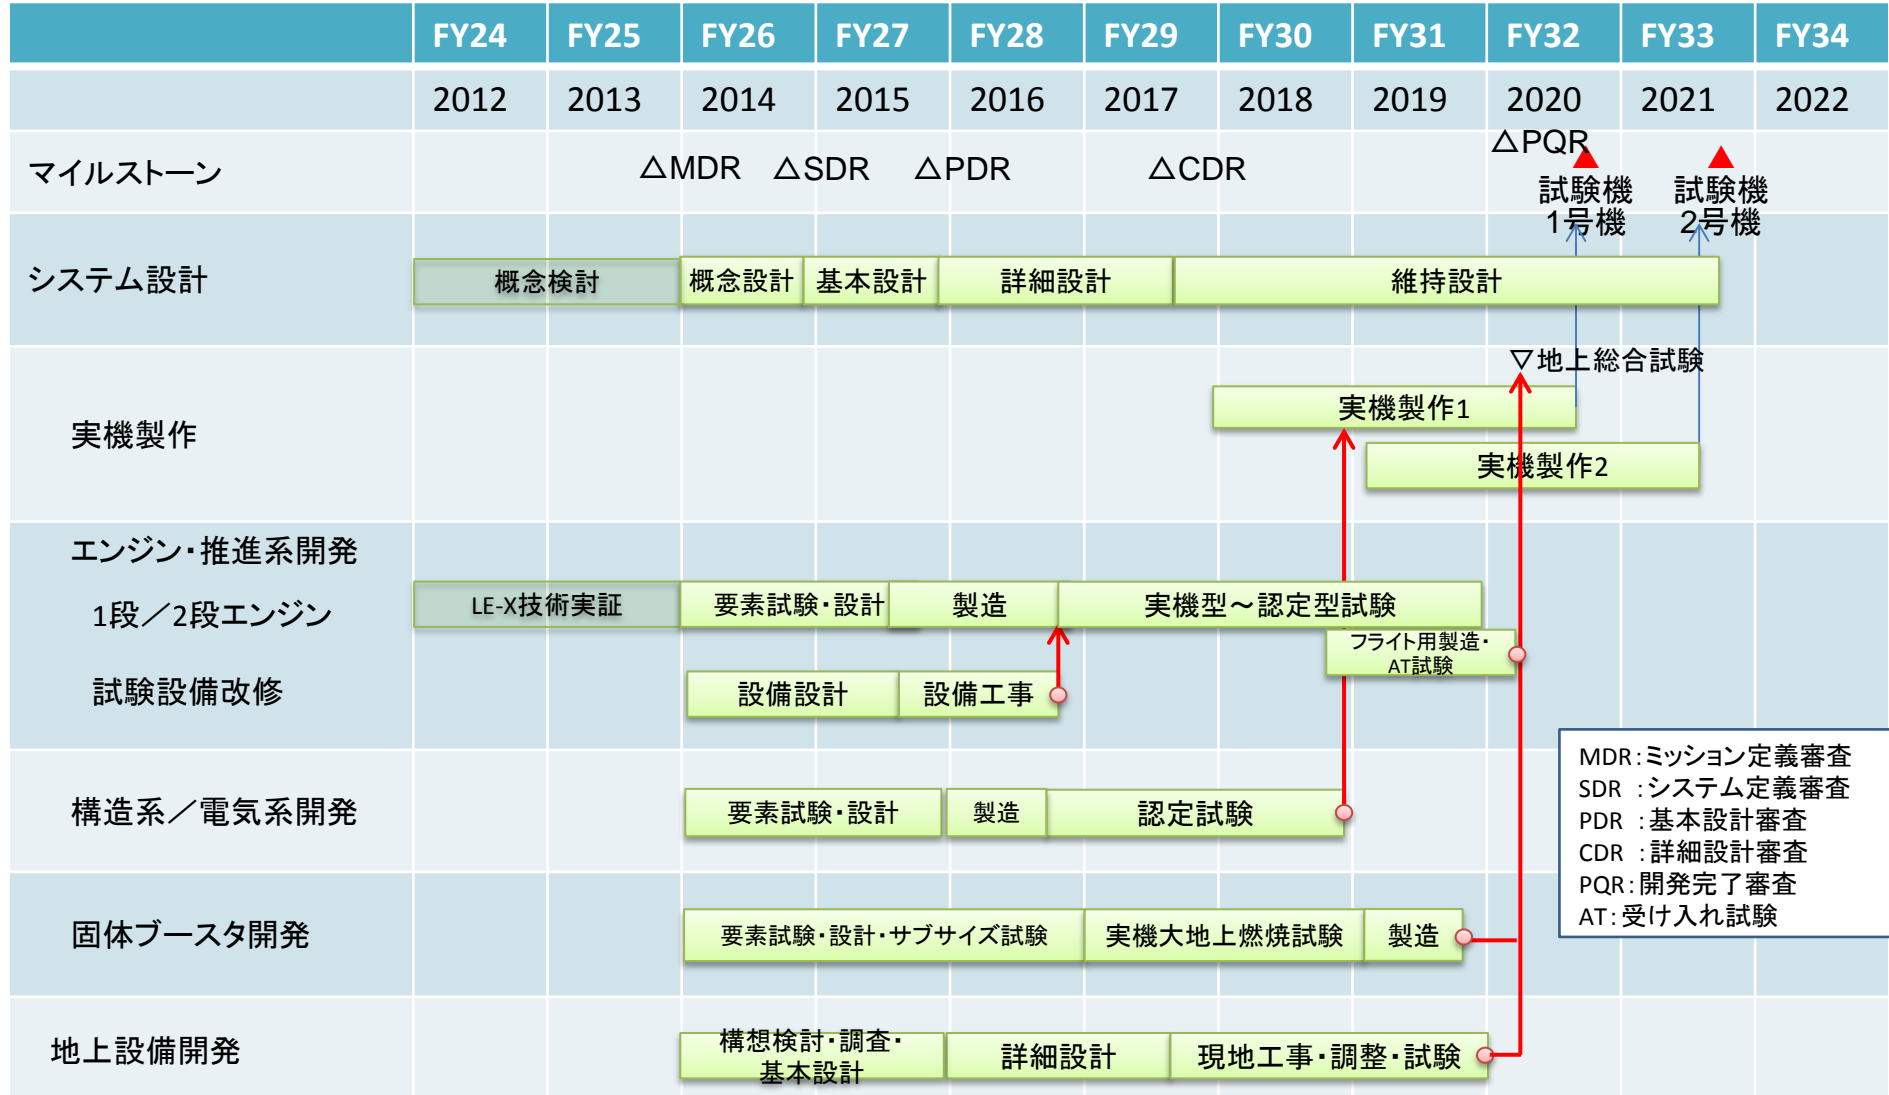 FY24 FY25 FY26 FY27 FY28 FY29 FY30 FY31 FY32 FY33 FY34
2012 2013 2014 2015 2016 2017 2018 2019 2020 2021 2022
マイルストーン
△MDR △SDR △PDR △CDR △PQR
▲ ▲
試験機
1号機
試験機
2号機
システム設計
概念検討 概念設計 基本設計 詳細設計 維持設計
▽地上総合試験
実機製作
実機製作1
実機製作2
エンジン・推進系開発
1段／2段エンジン
LE-X技術実証 要素試験・設計 製造 実機型～認定型試験
フライト用製造・
AT試験
試験設備改修
設備設計 設備工事
構造系／電気系開発
要素試験・設計 製造 認定試験
固体ブースタ開発
要素試験・設計・サブサイズ試験 実機大地上燃焼試験 製造
地上設備開発
構想検討・調査・
基本設計
詳細設計 現地工事・調整・試験
MDR：ミッション定義審査
SDR ：システム定義審査
PDR ：基本設計審査
CDR ：詳細設計審査
PQR：開発完了審査
AT：受け入れ試験